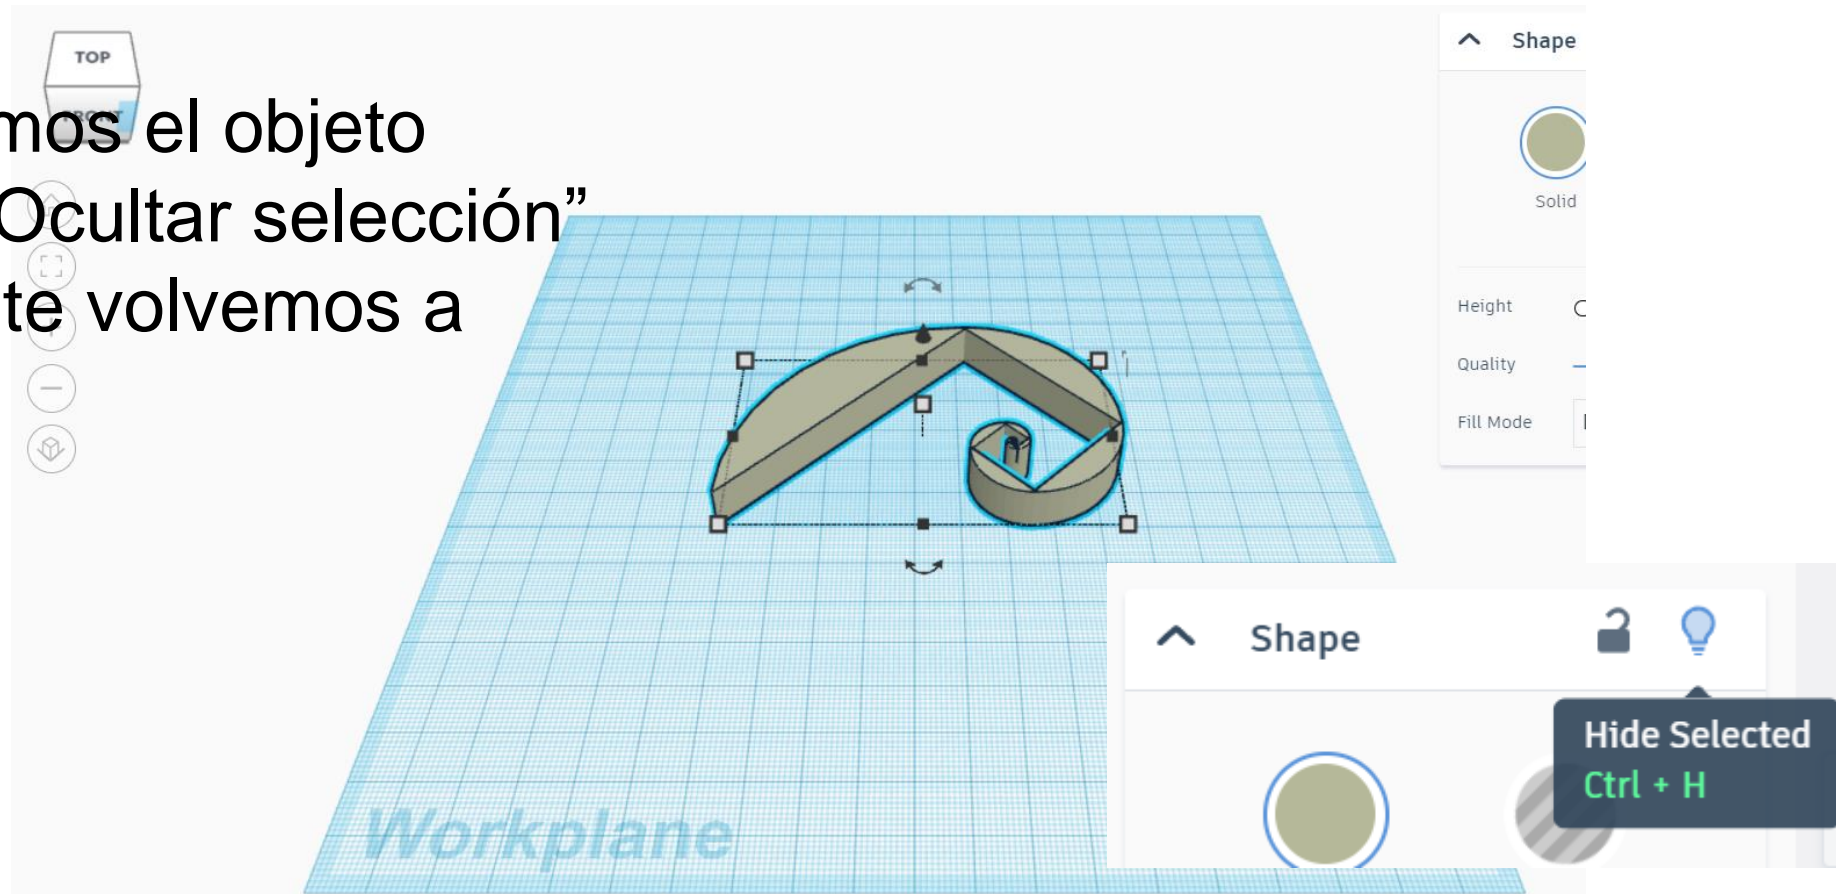 TOP
FRONT
mos el objeto
Ocultar selección”
te volvemos a
Shape
Solid
Height
Quality
Fill Mode
Workplane
Shape
Hide Selected
Ctrl + H